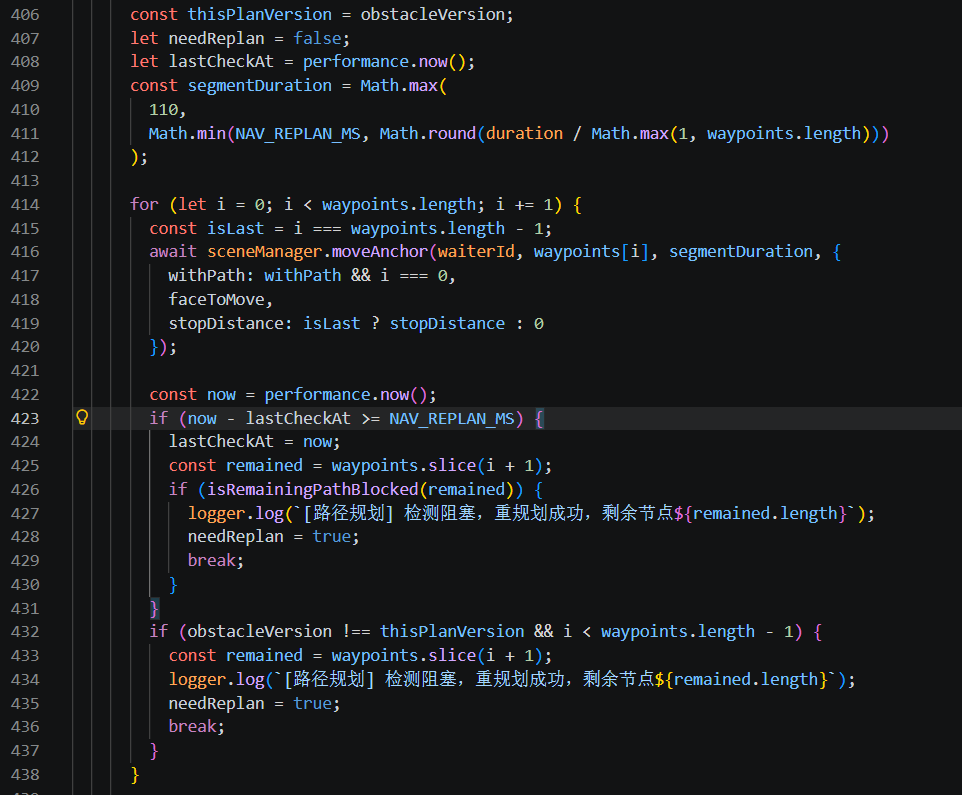 406 const thisPlanVersion = obstacleVersion;
407 let needReplan = false;
408 let lastCheckAt = performance.now();
409 const segmentDuration = Math.max(
410 110,
411 Math.min(NAV_REPLAN_MS, Math.round(duration / Math.max(1, waypoints.length)))
412 );
413
414 for (let i = 0; i < waypoints.length; i += 1) {
415 const isLast = i === waypoints.length - 1;
416 await sceneManager.moveAnchor(waiterId, waypoints[i], segmentDuration, {
417 withPath: withPath && i === 0,
418 faceToMove,
419 stopDistance: isLast ? stopDistance : 0
420 });
421
422 const now = performance.now();
423 if (now - lastCheckAt >= NAV_REPLAN_MS) {
424 lastCheckAt = now;
425 const remained = waypoints.slice(i + 1);
426 if (isRemainingPathBlocked(remained)) {
427 logger.log(`[路径规划] 检测阻塞，重规划成功，剩余节点${remained.length}`);
428 needReplan = true;
429 break;
430 }
431 }
432 if (obstacleVersion !== thisPlanVersion && i < waypoints.length - 1) {
433 const remained = waypoints.slice(i + 1);
434 logger.log(`[路径规划] 检测阻塞，重规划成功，剩余节点${remained.length}`);
435 needReplan = true;
436 break;
437 }
438 }